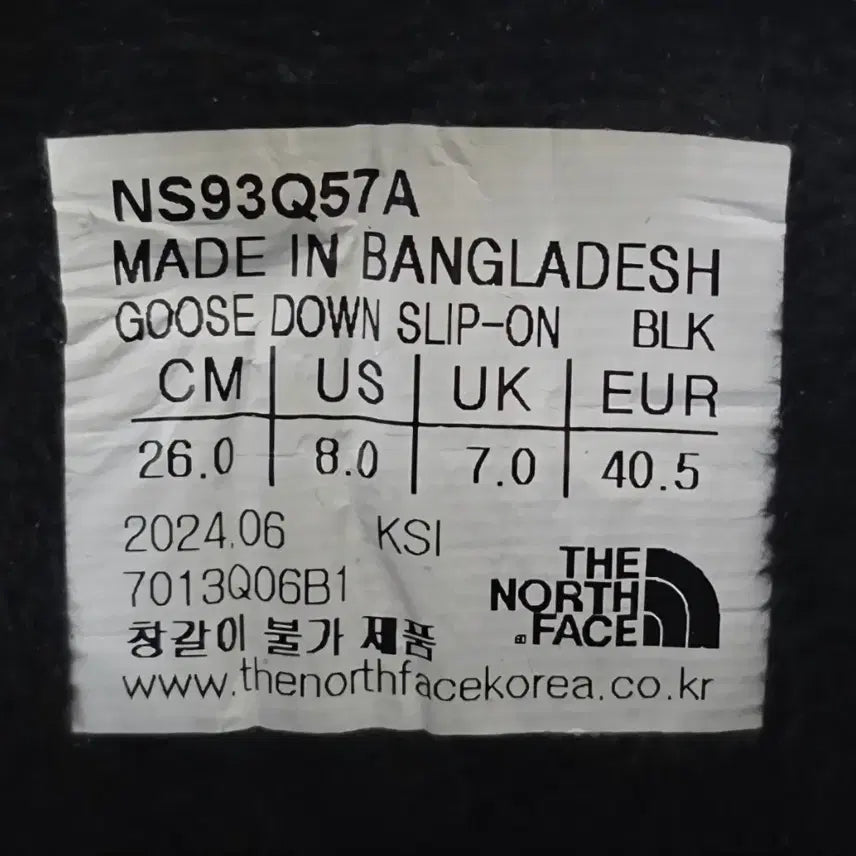 NS93Q57A
MADE IN BANGLADESH
GOOSE DOWN SLIP-ON BLK
CM US UK EUR
26.0 8.0 7.0 40.5
2024.06 KSI
7013Q06B1
창갈이 불가 제품
www.thenorthfacekorea.co.kr
THE
NORTH
FACE